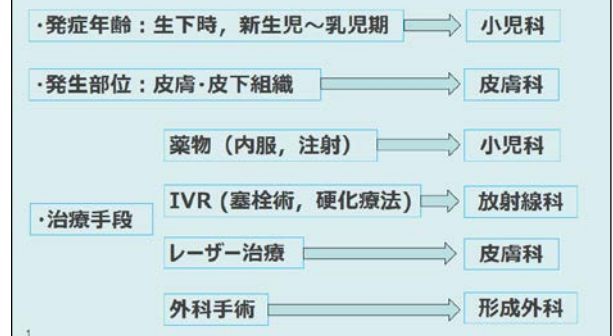 ・発症年齢：生下時，新生児～乳児期 小児科
・発生部位：皮膚・皮下組織 皮膚科
薬物（内服，注射） 小児科
・治療手段
IVR (塞栓術，硬化療法) 放射線科
レーザー治療 皮膚科
外科手術 形成外科
1